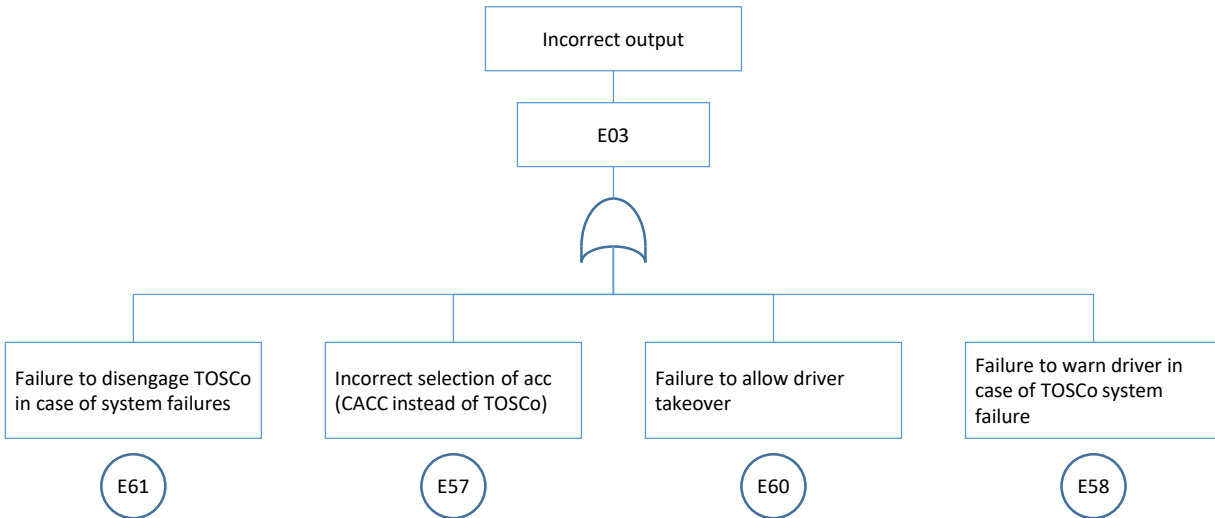 Incorrect output
E03
Failure to disengage TOSCo
in case of system failures
Incorrect selection of acc
(CACC instead of TOSCo)
Failure to allow driver
takeover
Failure to warn driver in
case of TOSCo system
failure
E61
E57
E60
E58